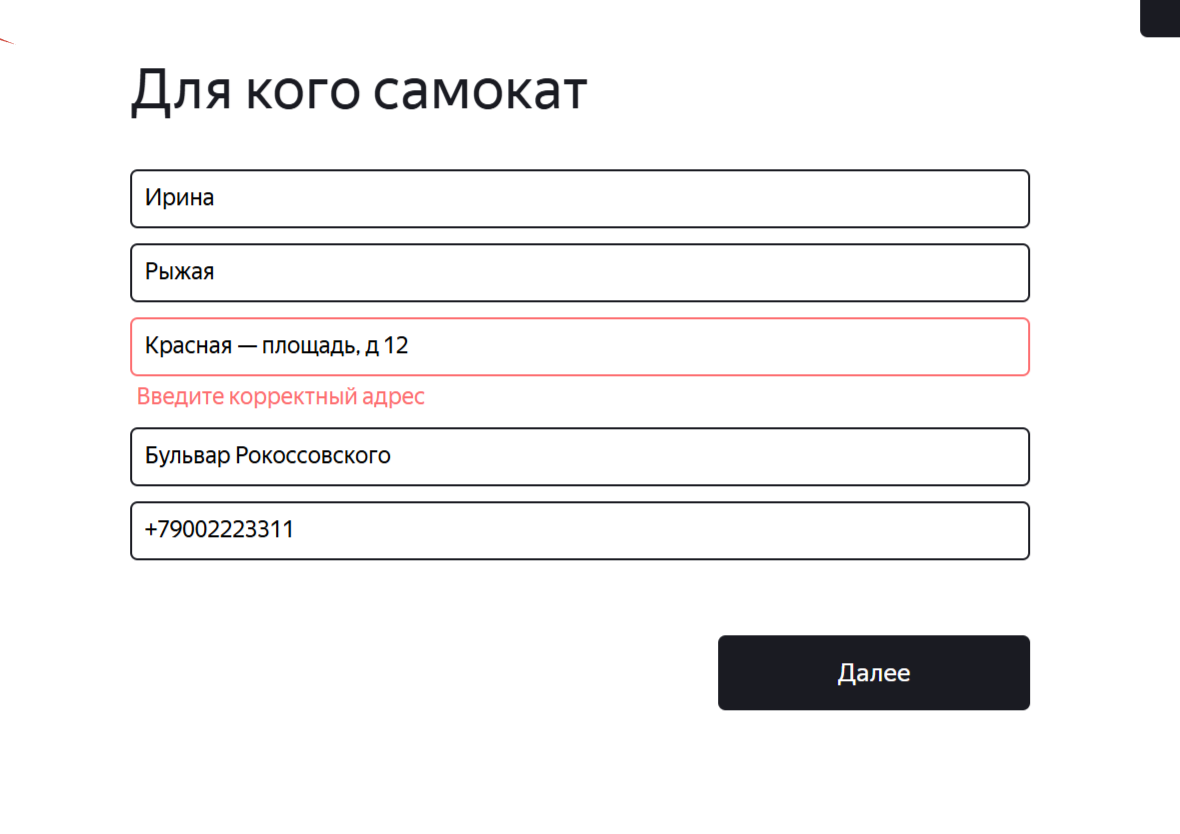 Для кого самокат
Ирина
Рыжая
Красная — площадь, д 12
Введите корректный адрес
Бульвар Рокоссовского
+79002223311
Далее